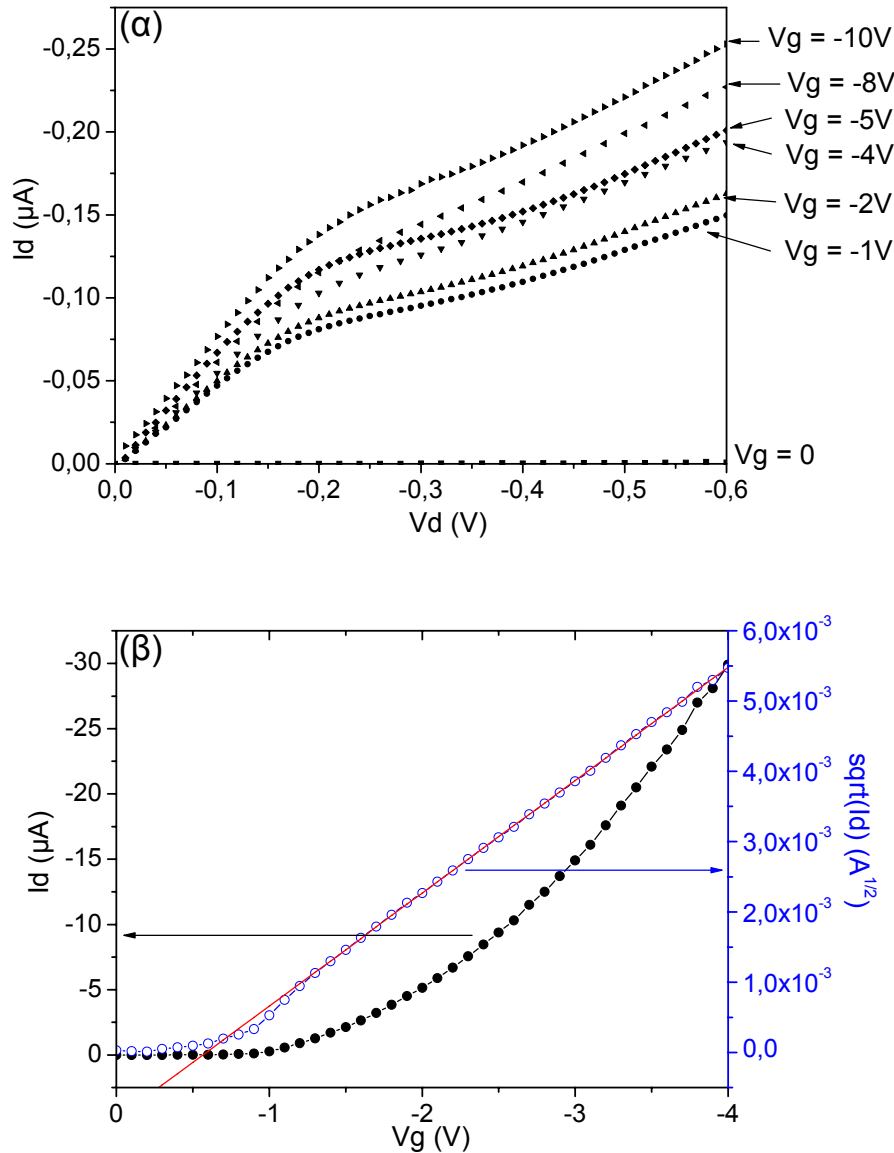 (α)
-0,25
-0,20
-0,15
-0,10
-0,05
0,00
Id (μA)
0,0
-0,1
-0,2
-0,3
-0,4
-0,5
-0,6
Vd (V)
Vg = -10V
Vg = -8V
Vg = -5V
Vg = -4V
Vg = -2V
Vg = -1V
Vg = 0
(β)
-30
-25
-20
-15
-10
-5
0
Id (μA)
0
-1
-2
-3
-4
Vg (V)
6,0x10⁻³
5,0x10⁻³
4,0x10⁻³
3,0x10⁻³
2,0x10⁻³
1,0x10⁻³
0,0
sqrt(Id) (A^1/2)